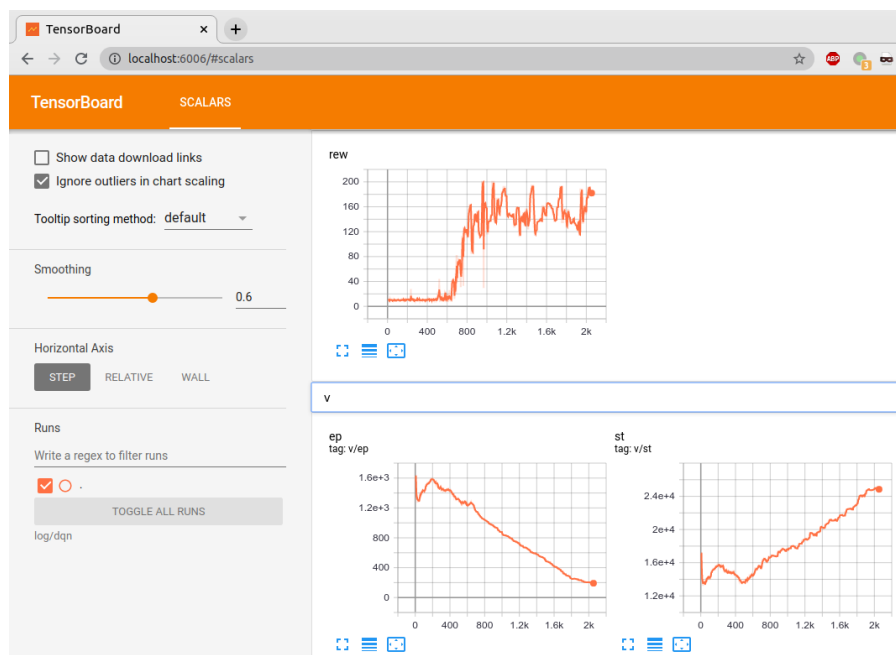 TensorBoard
localhost:6006/#scalars
ABP
3
TensorBoard
SCALARS
Show data download links
Ignore outliers in chart scaling
Tooltip sorting method: default
Smoothing
0.6
Horizontal Axis
STEP RELATIVE WALL
Runs
Write a regex to filter runs
.
TOGGLE ALL RUNS
log/dqn
rew
200
160
120
80
40
0
0 400 800 1.2k 1.6k 2k
v
ep
tag: v/ep
1.6e+3
1.2e+3
800
400
0
0 400 800 1.2k 1.6k 2k
st
tag: v/st
2.4e+4
2e+4
1.6e+4
1.2e+4
0 400 800 1.2k 1.6k 2k